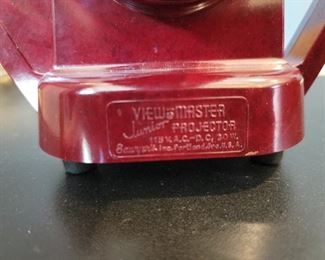 VIEW-MASTER
Junior PROJECTOR
115 V. A.C.-D.C. 30 W.
Sawyer's Inc. Portland, Ore. U.S.A.